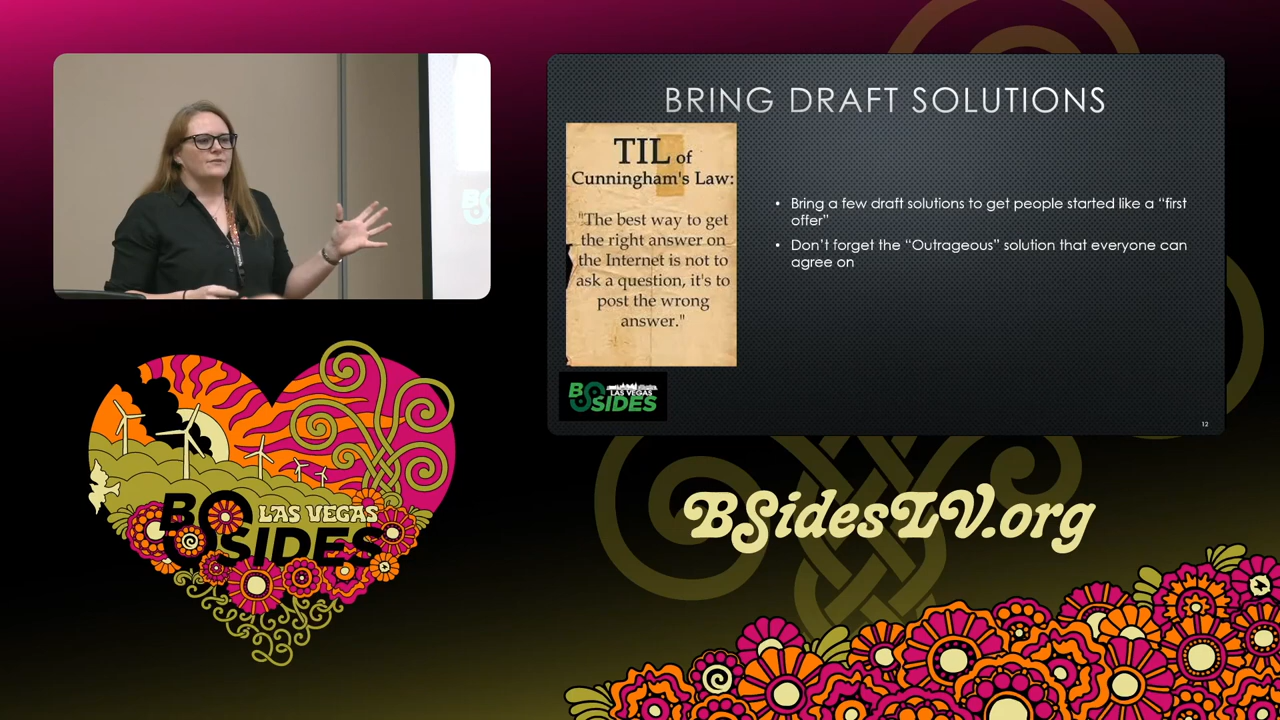 BRING DRAFT SOLUTIONS
TIL of
Cunningham's Law:
"The best way to get
the right answer on
the Internet is not to
ask a question, it's to
post the wrong
answer."
• Bring a few draft solutions to get people started like a “first
offer”
• Don’t forget the “Outrageous” solution that everyone can
agree on
BSIDES
LAS VEGAS
12
BSIDES
LAS VEGAS
BSidesLV.org